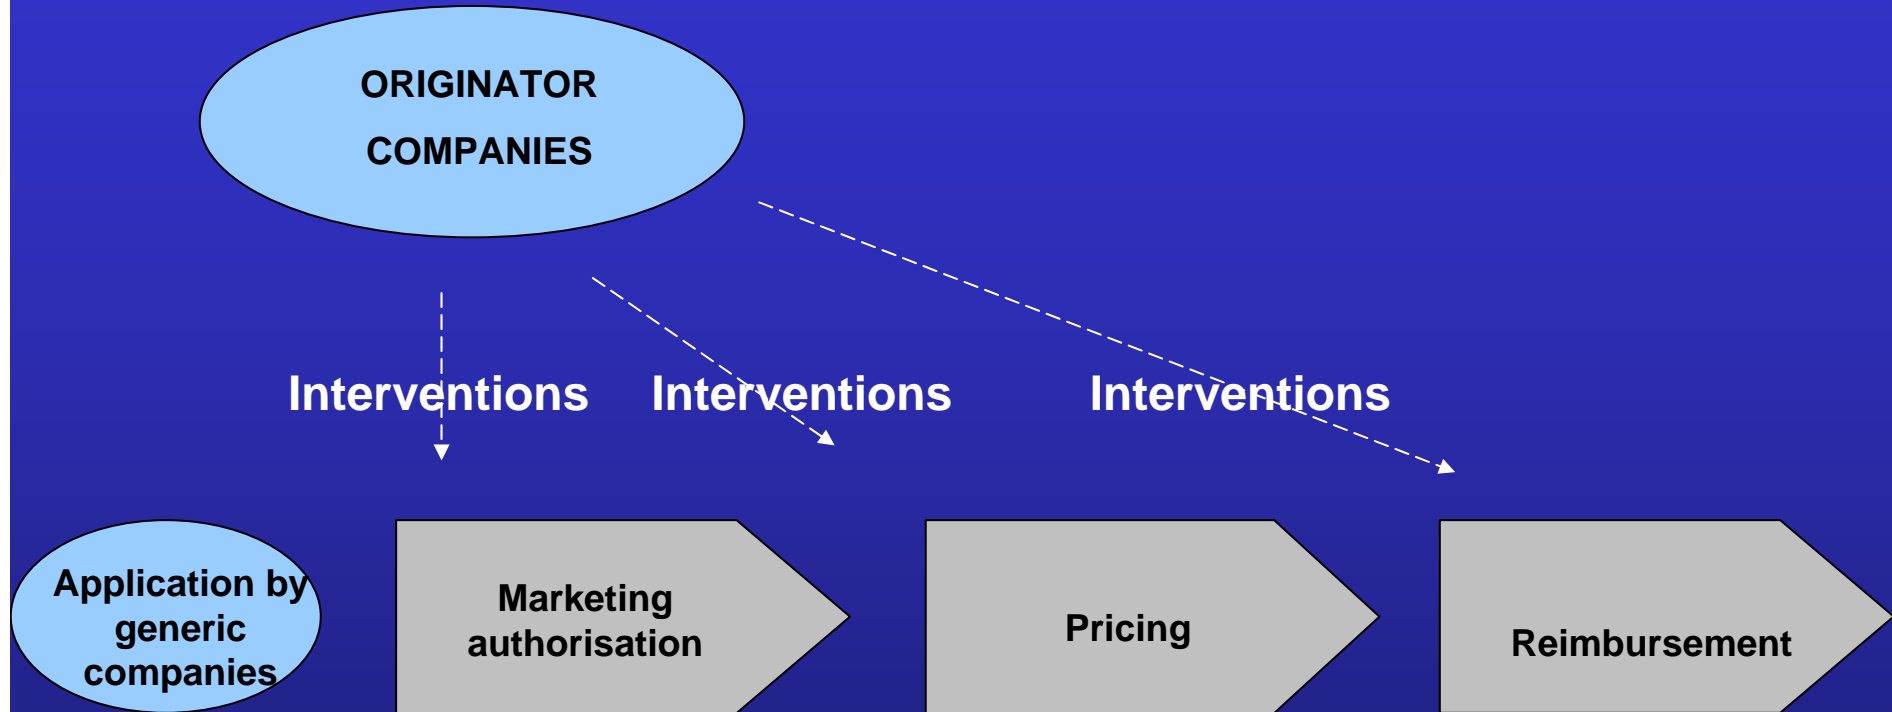 ORIGINATOR
COMPANIES
Interventions
Interventions
Interventions
Application by
generic
companies
Marketing
authorisation
Pricing
Reimbursement